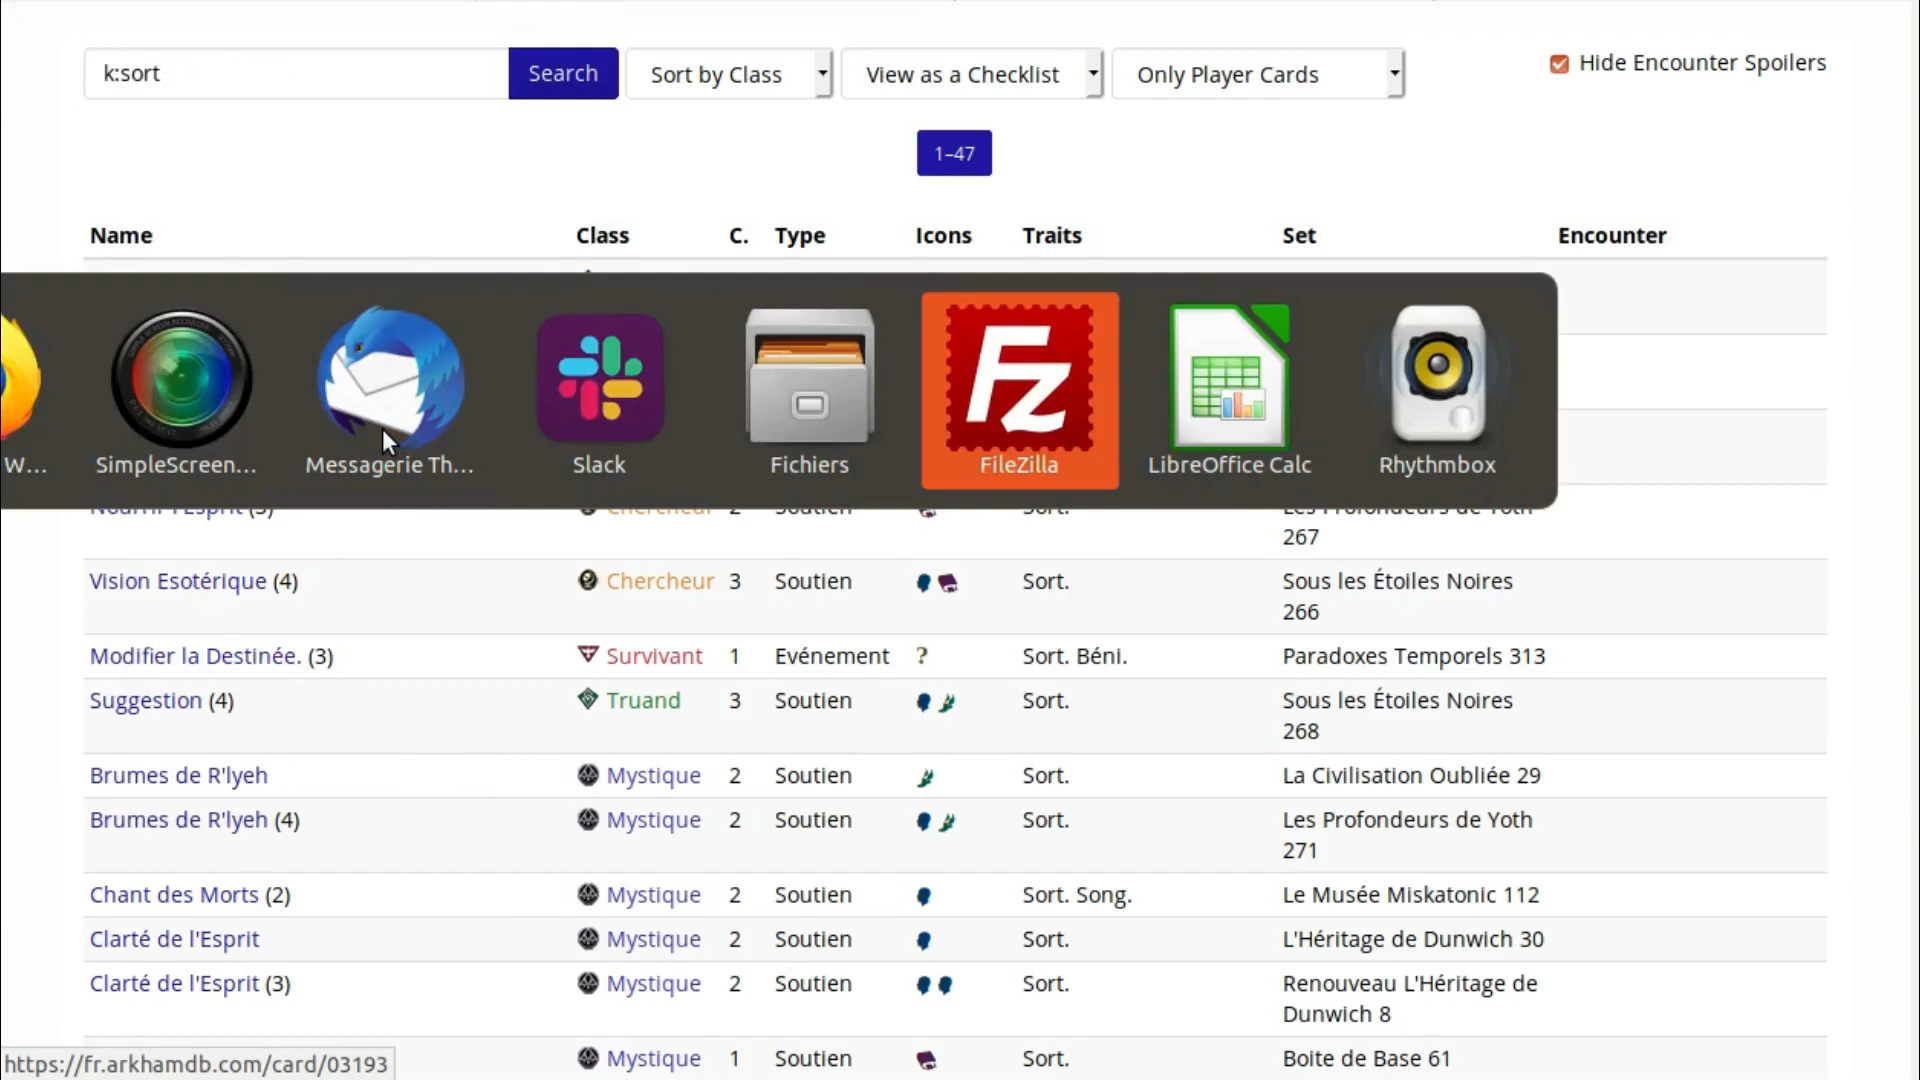 k:sort Search Sort by Class View as a Checklist Only Player Cards Hide Encounter Spoilers
1–47
Name Class C. Type Icons Traits Set Encounter
W... SimpleScreen... Messagerie Th... Slack Fichiers FileZilla LibreOffice Calc Rhythmbox
267
Vision Esotérique (4) Chercheur 3 Soutien Sort. Sous les Étoiles Noires
266
Modifier la Destinée. (3) Survivant 1 Evénement ? Sort. Béni. Paradoxes Temporels 313
Suggestion (4) Truand 3 Soutien Sort. Sous les Étoiles Noires
268
Brumes de R'lyeh Mystique 2 Soutien Sort. La Civilisation Oubliée 29
Brumes de R'lyeh (4) Mystique 2 Soutien Sort. Les Profondeurs de Yoth
271
Chant des Morts (2) Mystique 2 Soutien Sort. Song. Le Musée Miskatonic 112
Clarté de l'Esprit Mystique 2 Soutien Sort. L'Héritage de Dunwich 30
Clarté de l'Esprit (3) Mystique 2 Soutien Sort. Renouveau L'Héritage de
Dunwich 8
Mystique 1 Soutien Sort. Boite de Base 61
https://fr.arkhamdb.com/card/03193